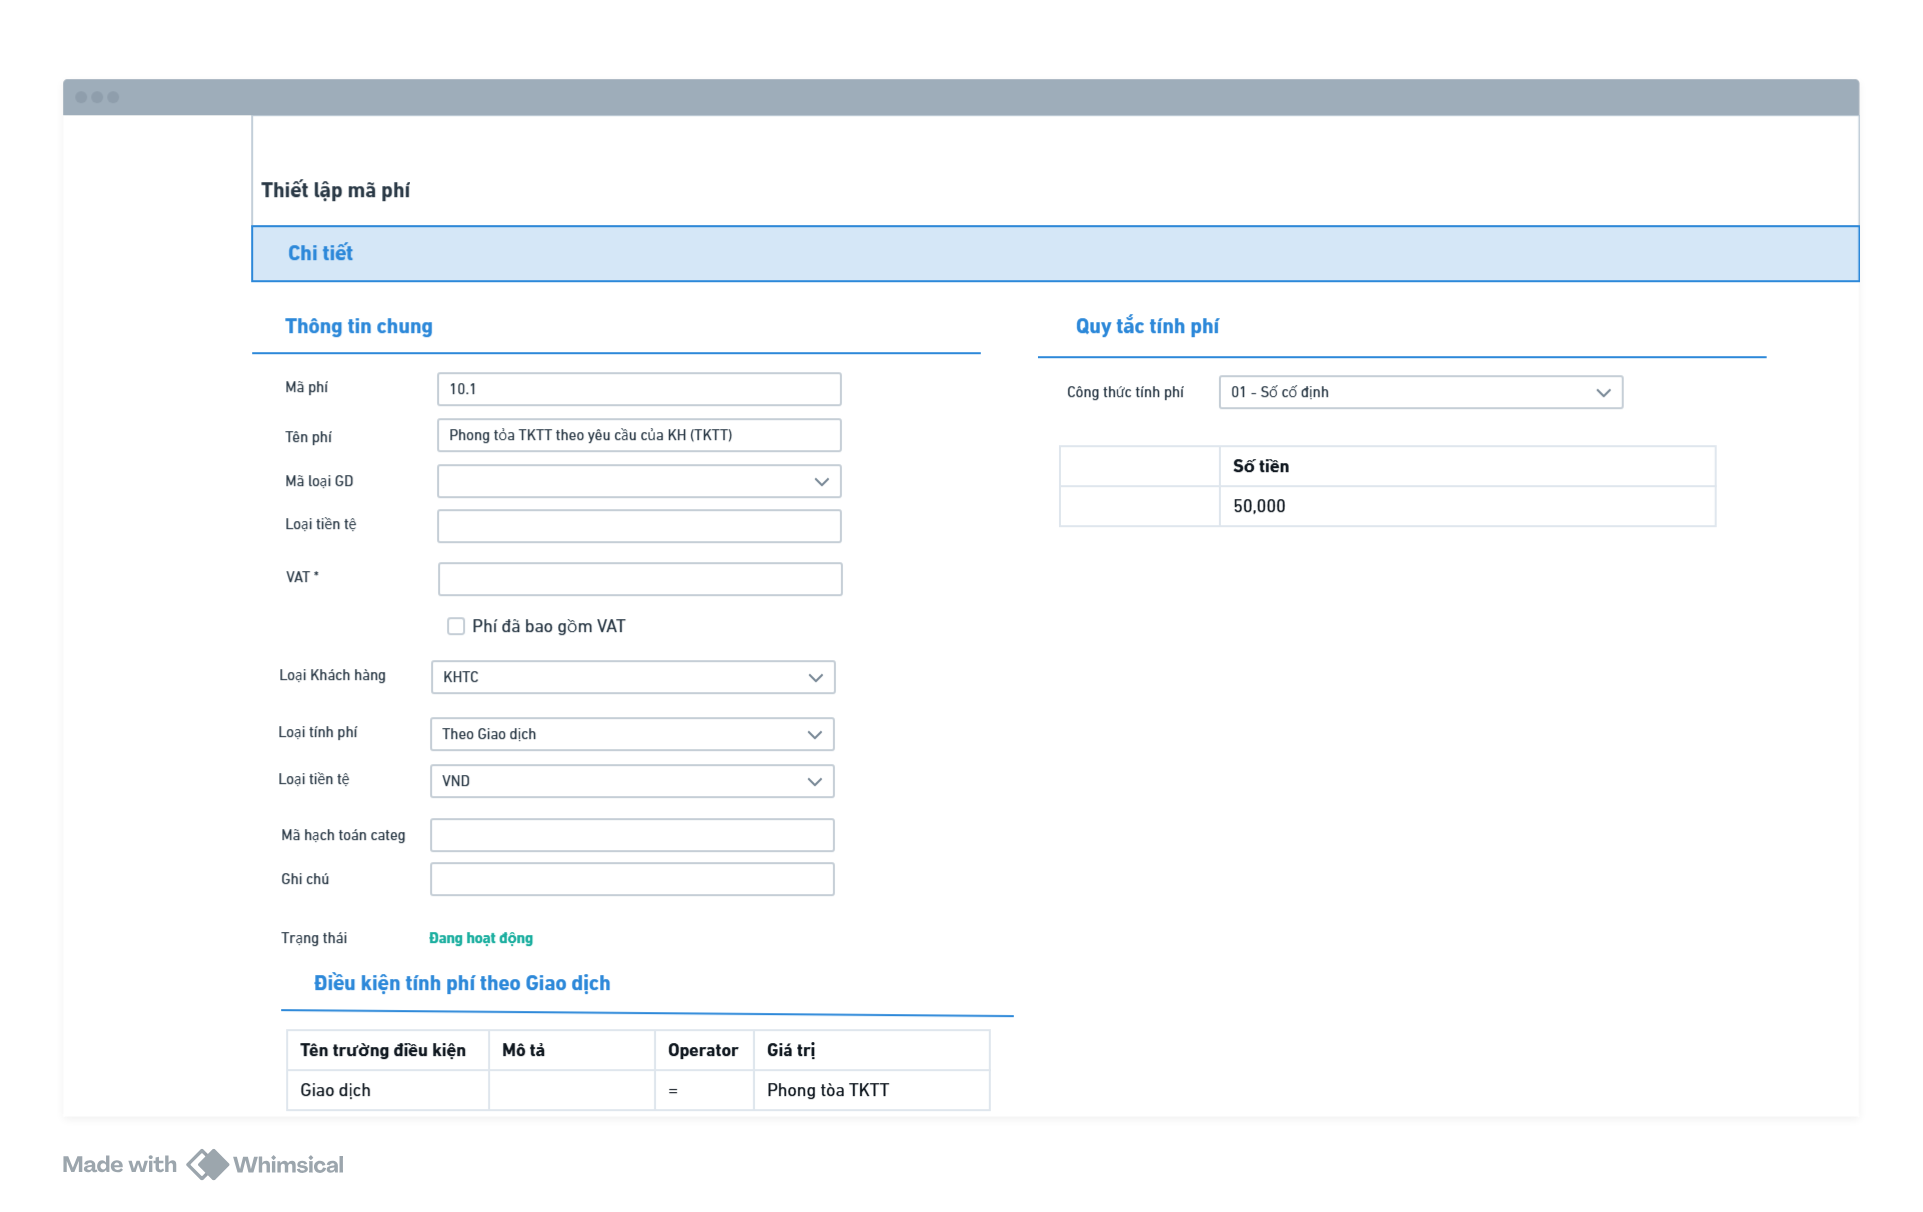 Thiết lập mã phí
Chi tiết
Thông tin chung
Mã phí 10.1
Tên phí Phong tỏa TKTT theo yêu cầu của KH (TKTT)
Mã loại GD
Loại tiền tệ
VAT *
Phí đã bao gồm VAT
Loại Khách hàng KHTC
Loại tính phí Theo Giao dịch
Loại tiền tệ VND
Mã hạch toán categ
Ghi chú
Trạng thái Đang hoạt động
Quy tắc tính phí
Công thức tính phí 01 - Số cố định
Số tiền
50,000
Điều kiện tính phí theo Giao dịch
Tên trường điều kiện Mô tả Operator Giá trị
Giao dịch = Phong tòa TKTT
Made with Whimsical